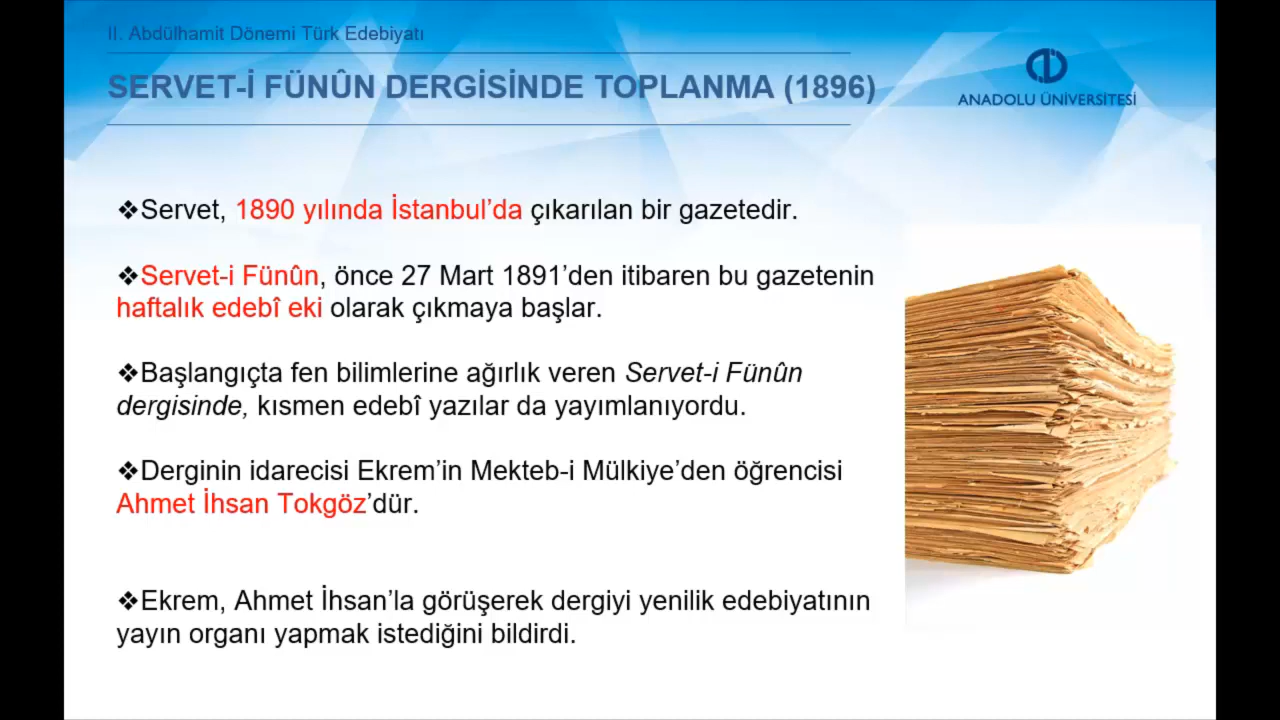 II. Abdülhamit Dönemi Türk Edebiyatı
SERVET-İ FÜNÛN DERGİSİNDE TOPLANMA (1896)
ANADOLU ÜNİVERSİTESİ
❖Servet, 1890 yılında İstanbul’da çıkarılan bir gazetedir.
❖Servet-i Fünûn, önce 27 Mart 1891’den itibaren bu gazetenin
haftalık edebî eki olarak çıkmaya başlar.
❖Başlangıçta fen bilimlerine ağırlık veren Servet-i Fünûn
dergisinde, kısmen edebî yazılar da yayımlanıyordu.
❖Derginin idarecisi Ekrem’in Mekteb-i Mülkiye’den öğrencisi
Ahmet İhsan Tokgöz’dür.
❖Ekrem, Ahmet İhsan’la görüşerek dergiyi yenilik edebiyatının
yayın organı yapmak istediğini bildirdi.